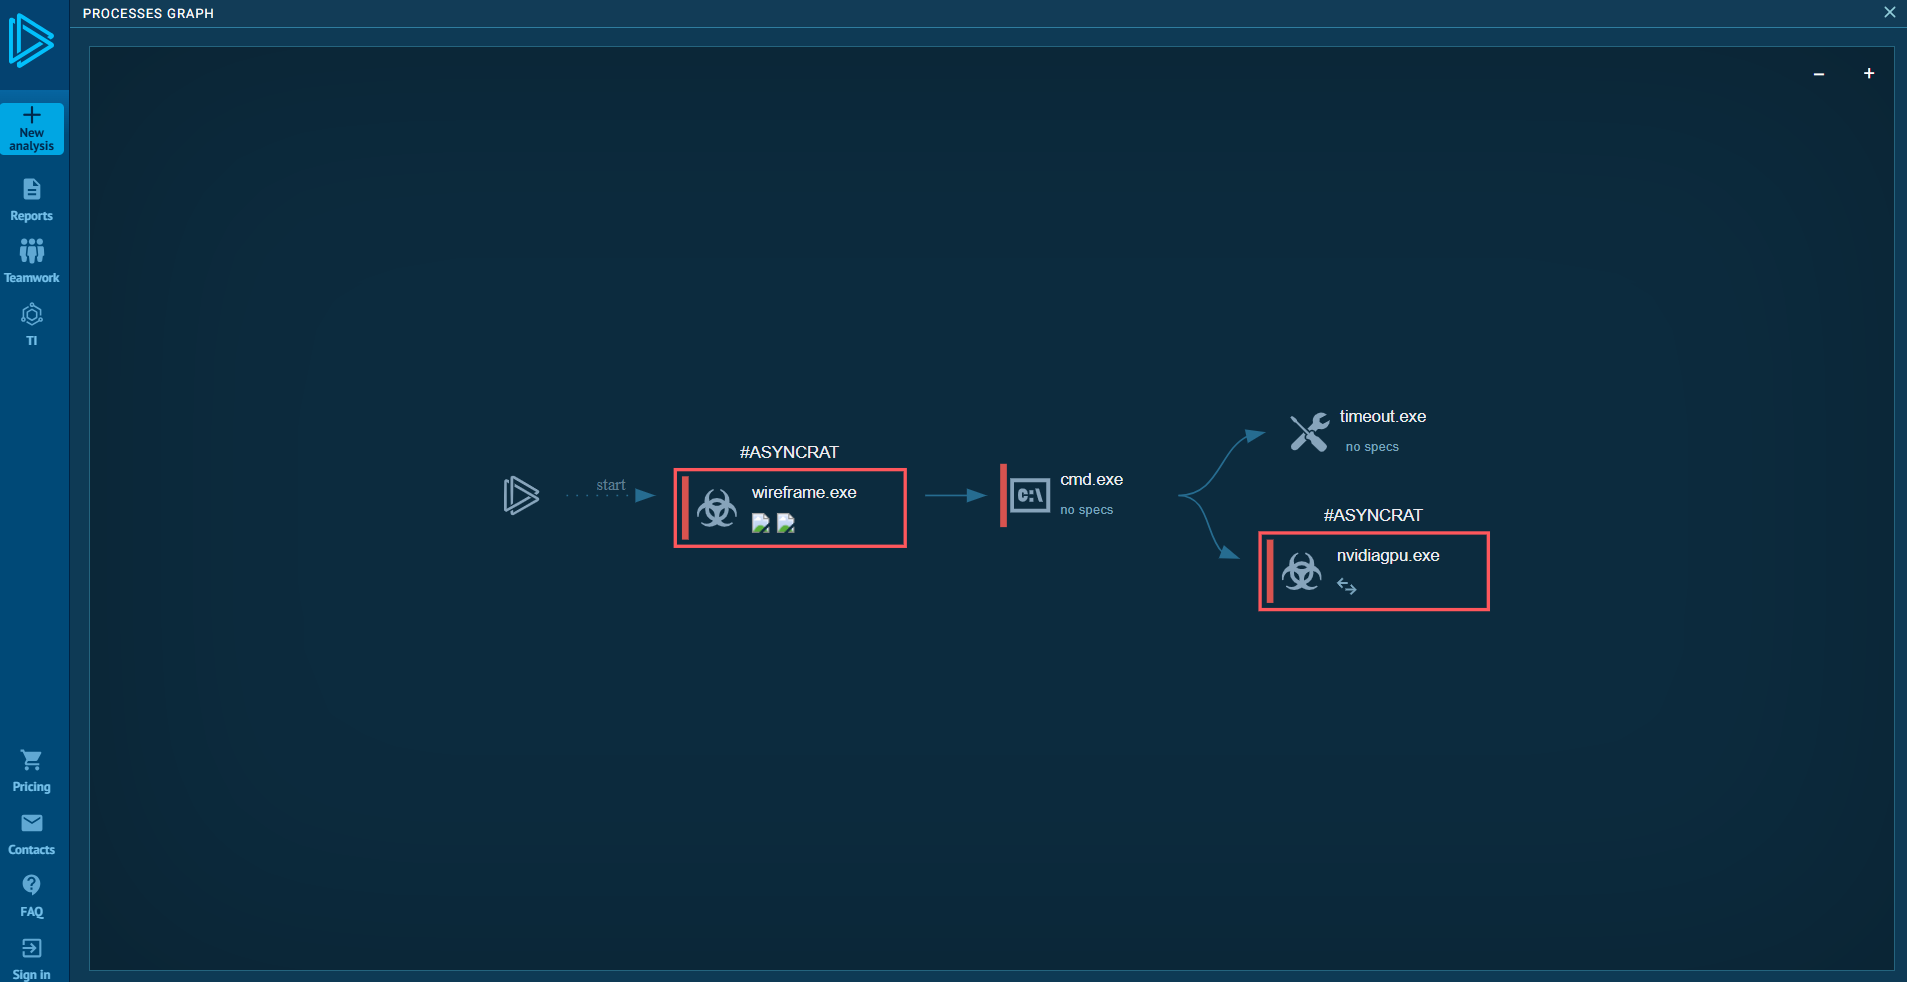 PROCESSES GRAPH
New
analysis
Reports
Teamwork
TI
Pricing
Contacts
FAQ
Sign in
start
#ASYNCRAT
wireframe.exe
C:\
cmd.exe
no specs
timeout.exe
no specs
#ASYNCRAT
nvidiagpu.exe